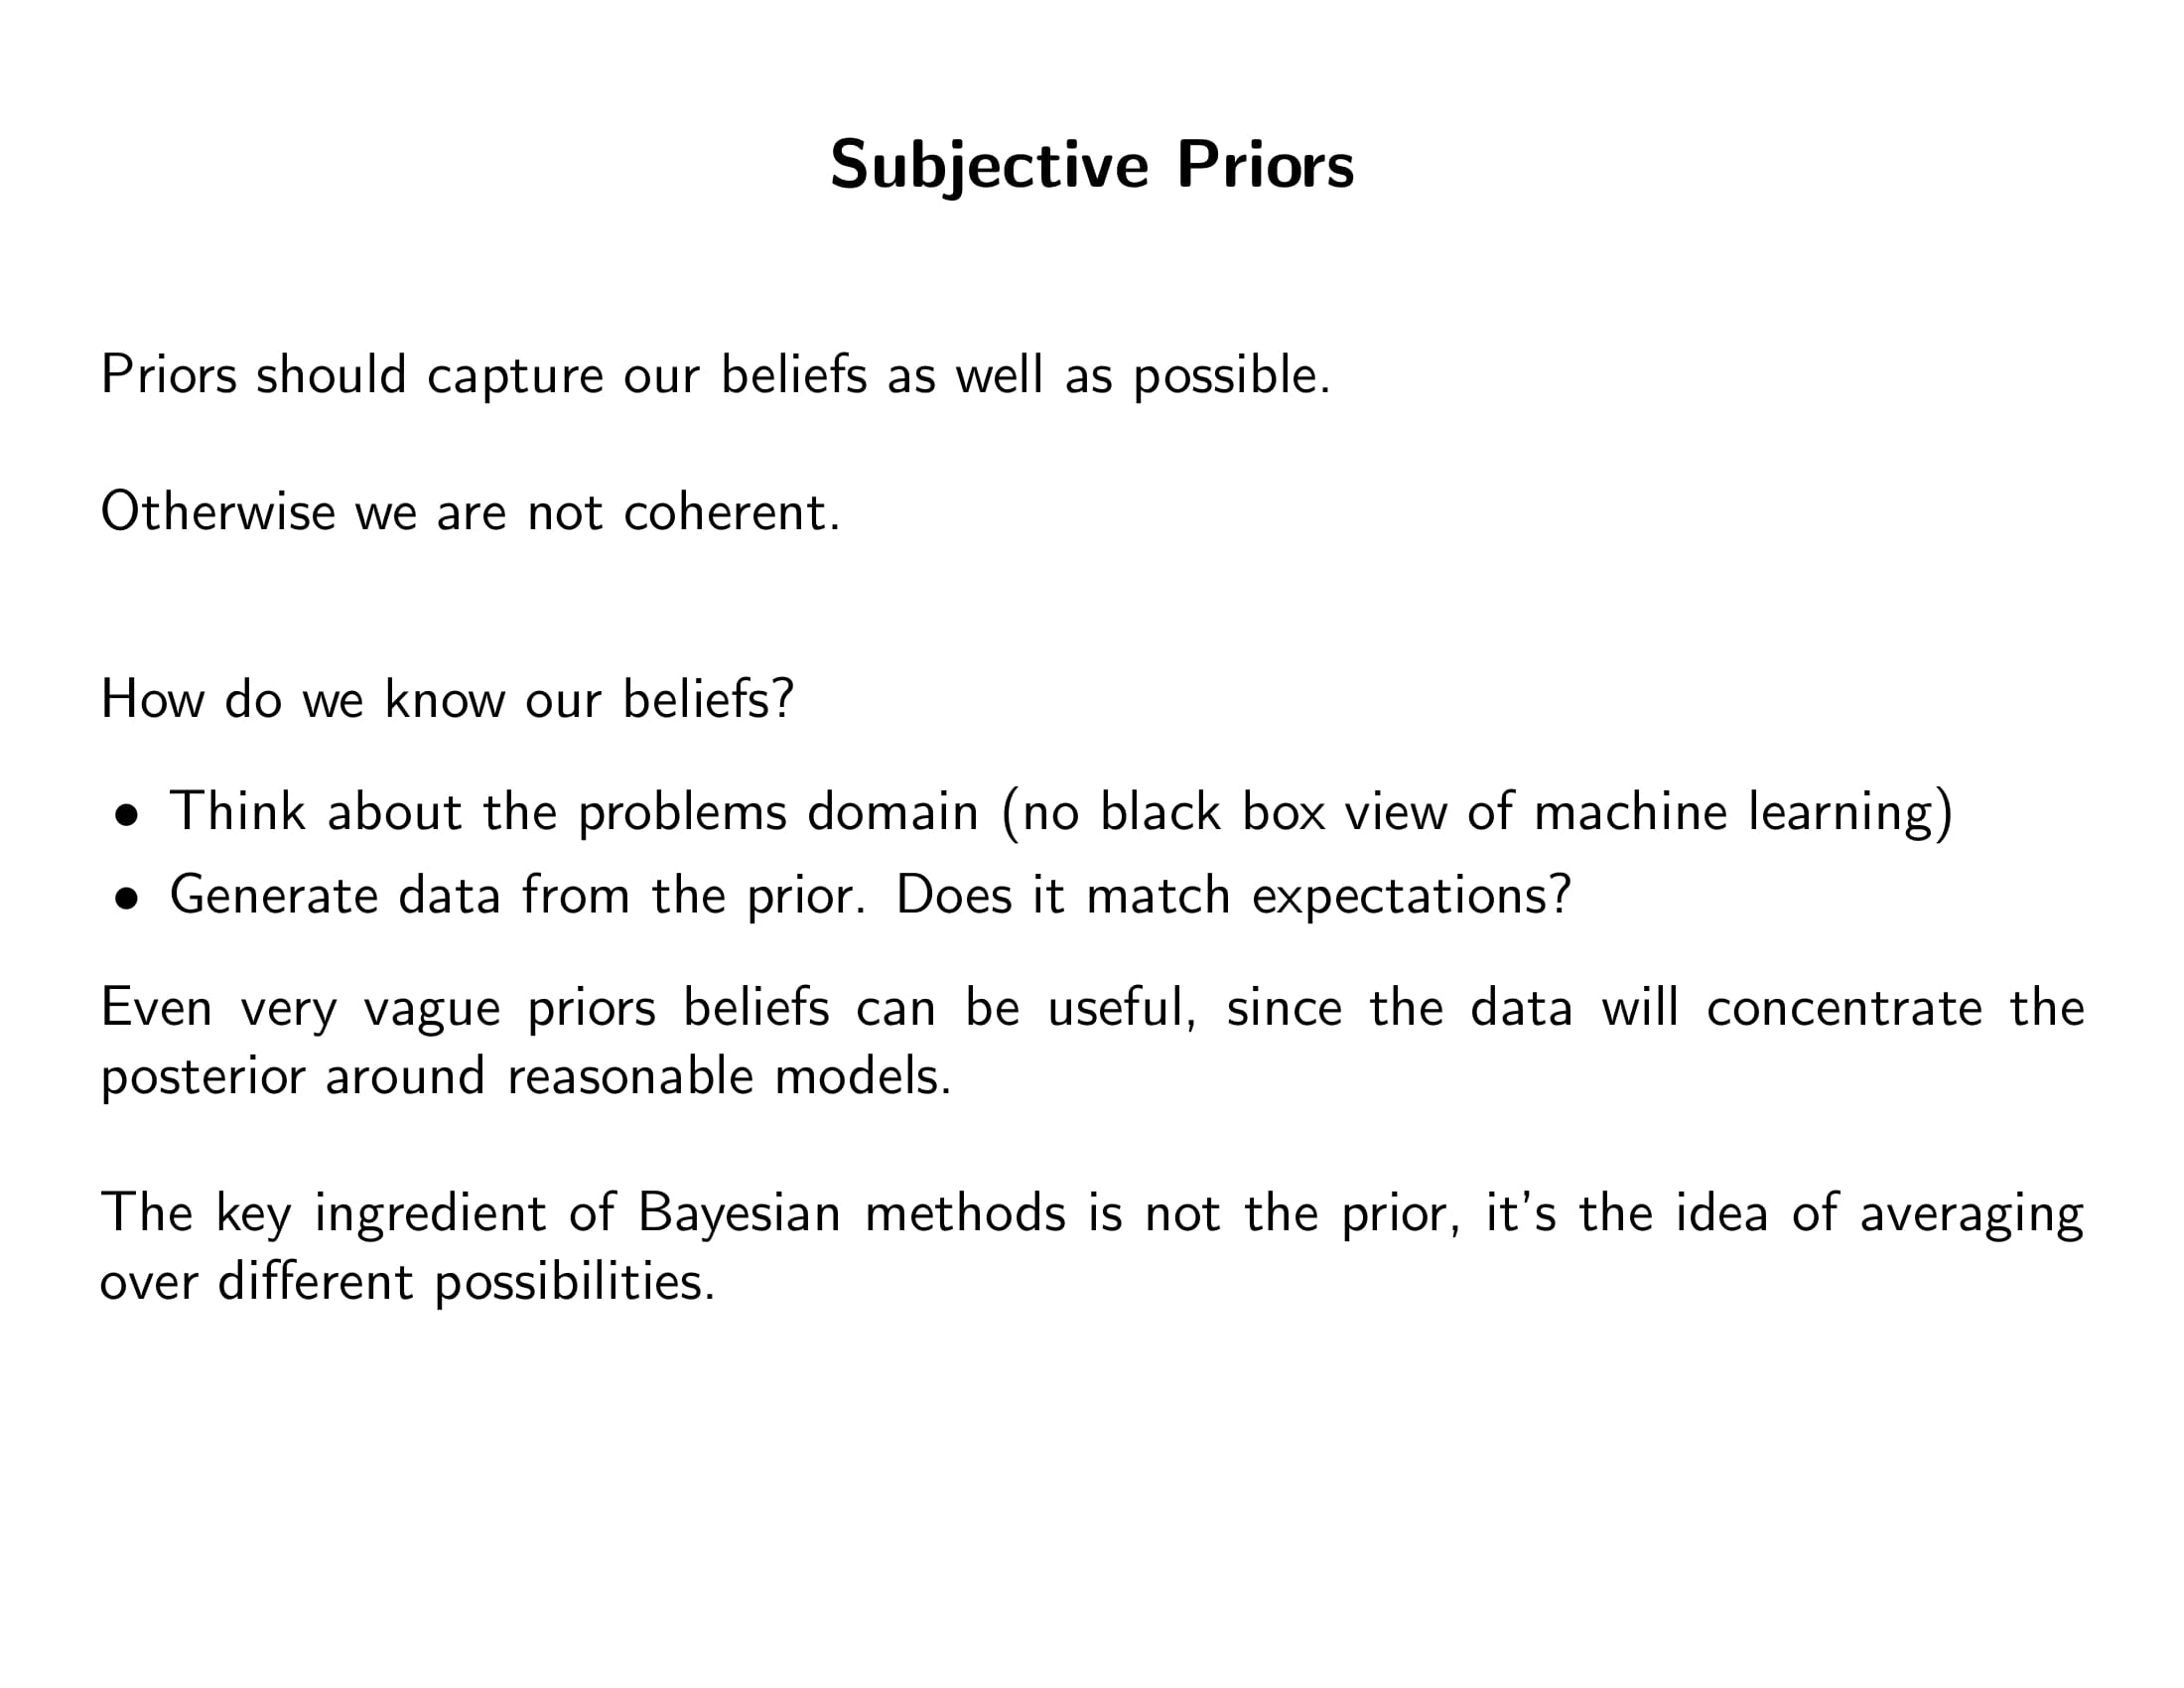 Subjective Priors
Priors should capture our beliefs as well as possible.
Otherwise we are not coherent.
How do we know our beliefs?
• Think about the problems domain (no black box view of machine learning)
• Generate data from the prior. Does it match expectations?
Even very vague priors beliefs can be useful, since the data will concentrate the
posterior around reasonable models.
The key ingredient of Bayesian methods is not the prior, it's the idea of averaging
over different possibilities.